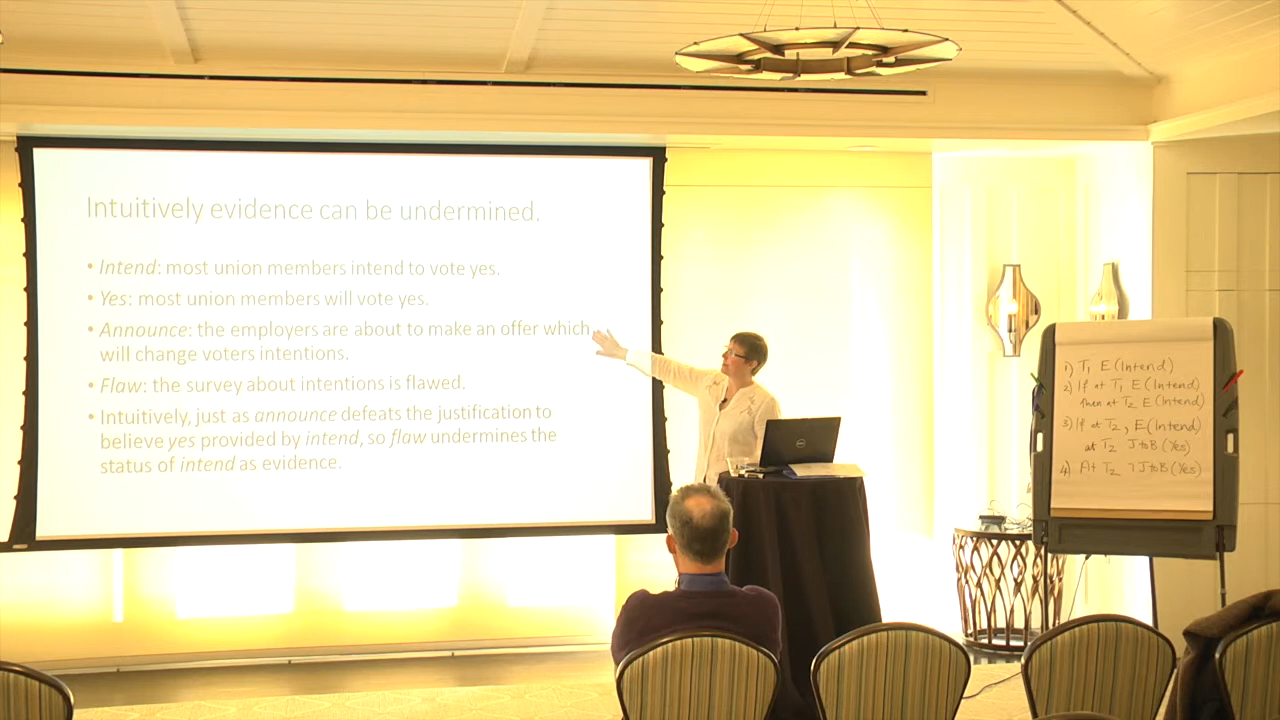 Intuitively evidence can be undermined.
• Intend: most union members intend to vote yes.
• Yes: most union members will vote yes.
• Announce: the employers are about to make an offer which
will change voters intentions.
• Flaw: the survey about intentions is flawed.
• Intuitively, just as announce defeats the justification to
believe yes provided by intend, so flaw undermines the
status of intend as evidence.
1) T₁ E(Intend)
2) If at T₁ E(Intend)
then at T₂ E(Intend)
3) If at T₂, E(Intend)
at T₂ JtoB(Yes)
4) At T₂ ¬JtoB(Yes)
DELL